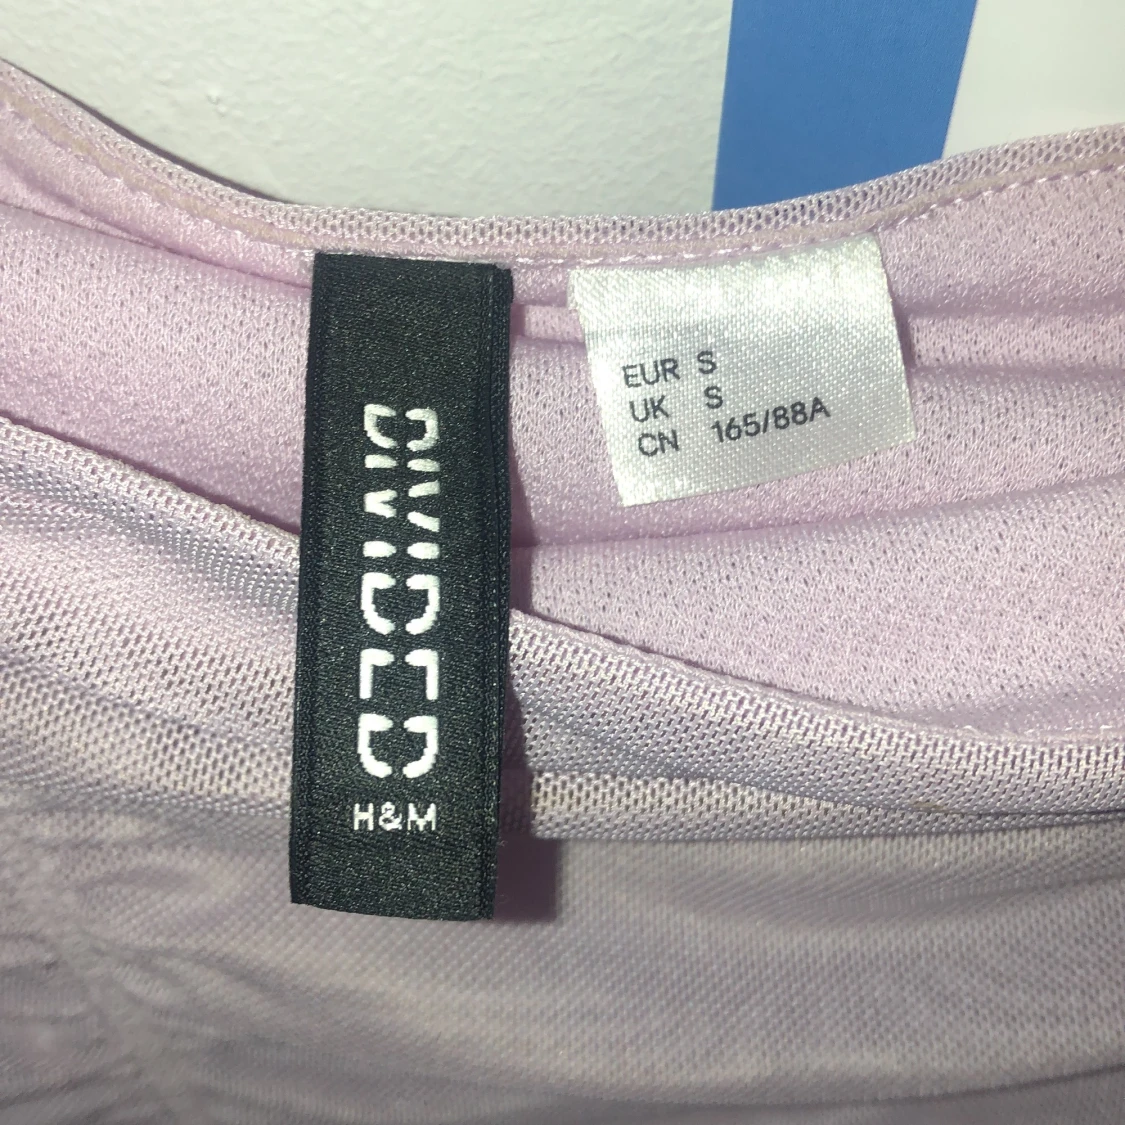 DIVIDED
H&M
EUR S
UK S
CN 165/88A